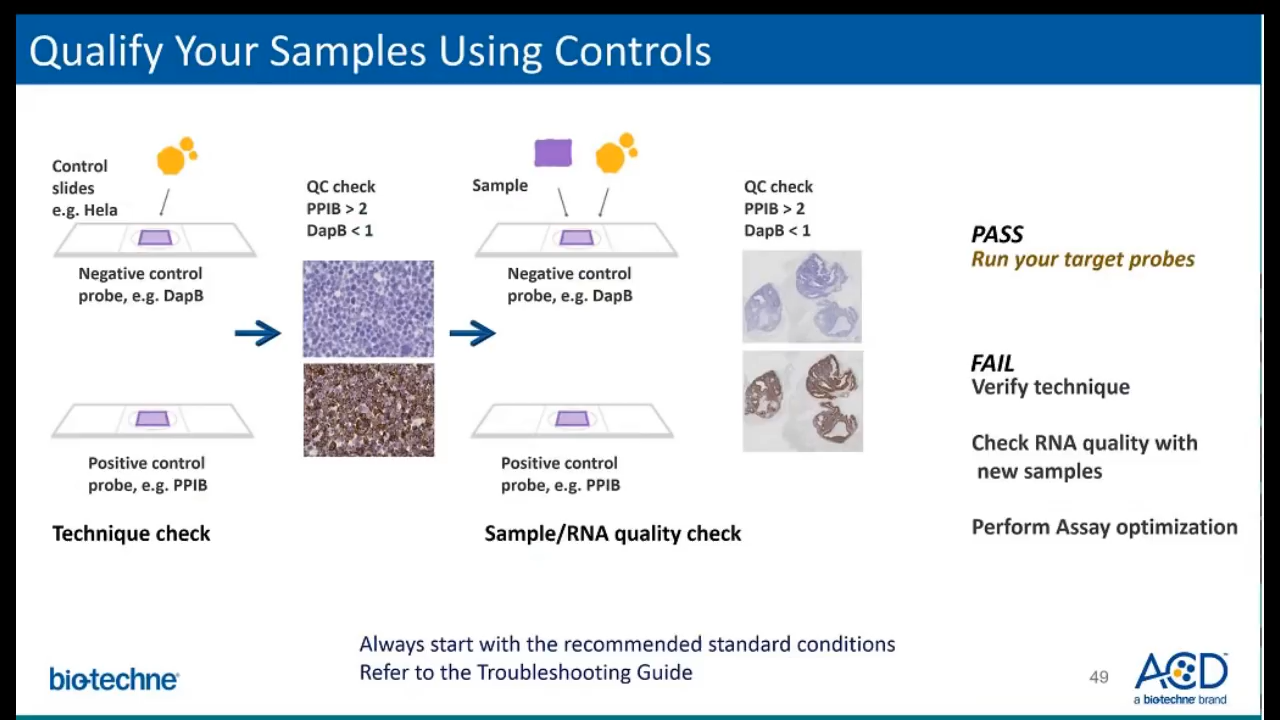 Qualify Your Samples Using Controls
Control
slides
e.g. Hela
Negative control
probe, e.g. DapB
Positive control
probe, e.g. PPIB
Technique check
QC check
PPIB > 2
DapB < 1
Sample
Negative control
probe, e.g. DapB
Positive control
probe, e.g. PPIB
Sample/RNA quality check
QC check
PPIB > 2
DapB < 1
PASS
Run your target probes
FAIL
Verify technique
Check RNA quality with
new samples
Perform Assay optimization
Always start with the recommended standard conditions
Refer to the Troubleshooting Guide
bio-techne®
49
ACD™
a bio-techne brand